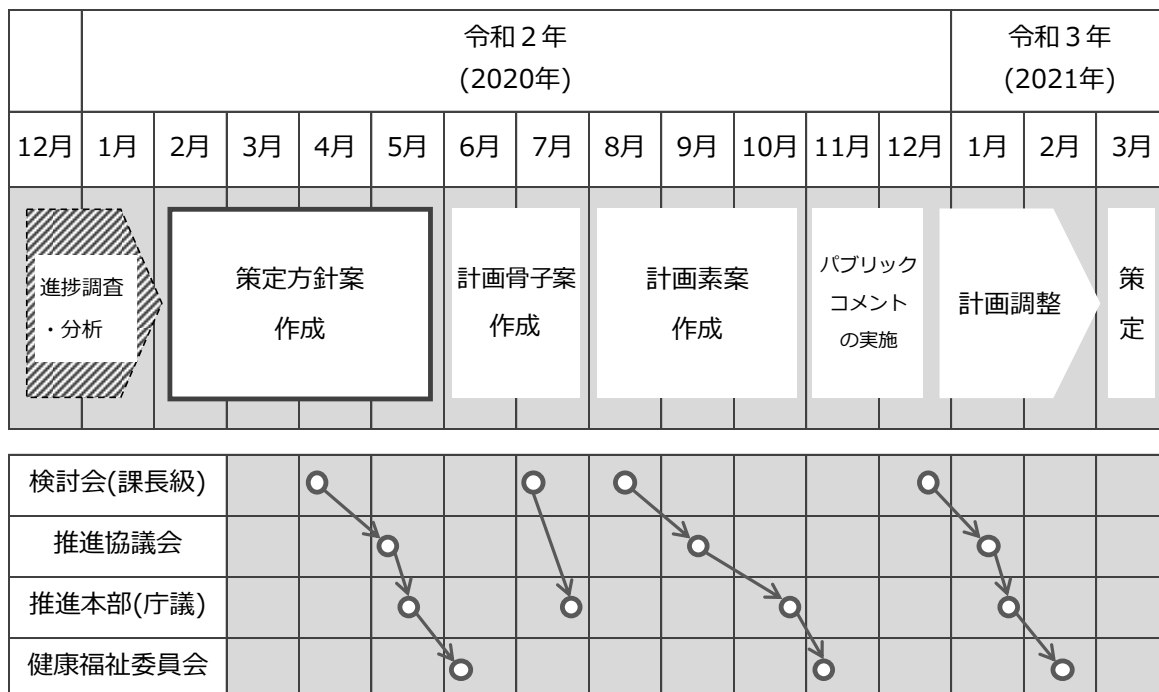 令和２年
(2020年)
令和３年
(2021年)
12月 1月 2月 3月 4月 5月 6月 7月 8月 9月 10月 11月 12月 1月 2月 3月
進捗調査
・分析
策定方針案
作成
計画骨子案
作成
計画素案
作成
パブリック
コメント
の実施
計画調整
策
定
検討会(課長級)
推進協議会
推進本部(庁議)
健康福祉委員会